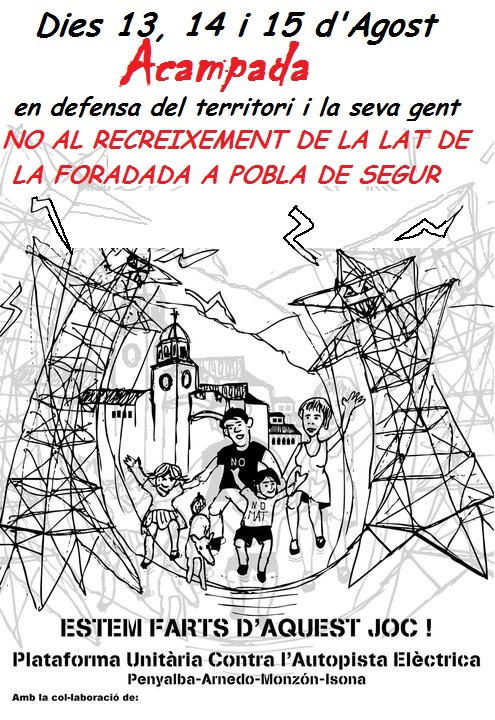 Dies 13, 14 i 15 d'Agost
Acampada
en defensa del territori i la seva gent
NO AL RECREIXEMENT DE LA LAT DE
LA FORADADA A POBLA DE SEGUR
NO
NO
MAT
ESTEM FARTS D'AQUEST JOC !
Plataforma Unitària Contra l'Autopista Elèctrica
Penyalba-Arnedo-Monzón-Isona
Amb la col·laboració de: